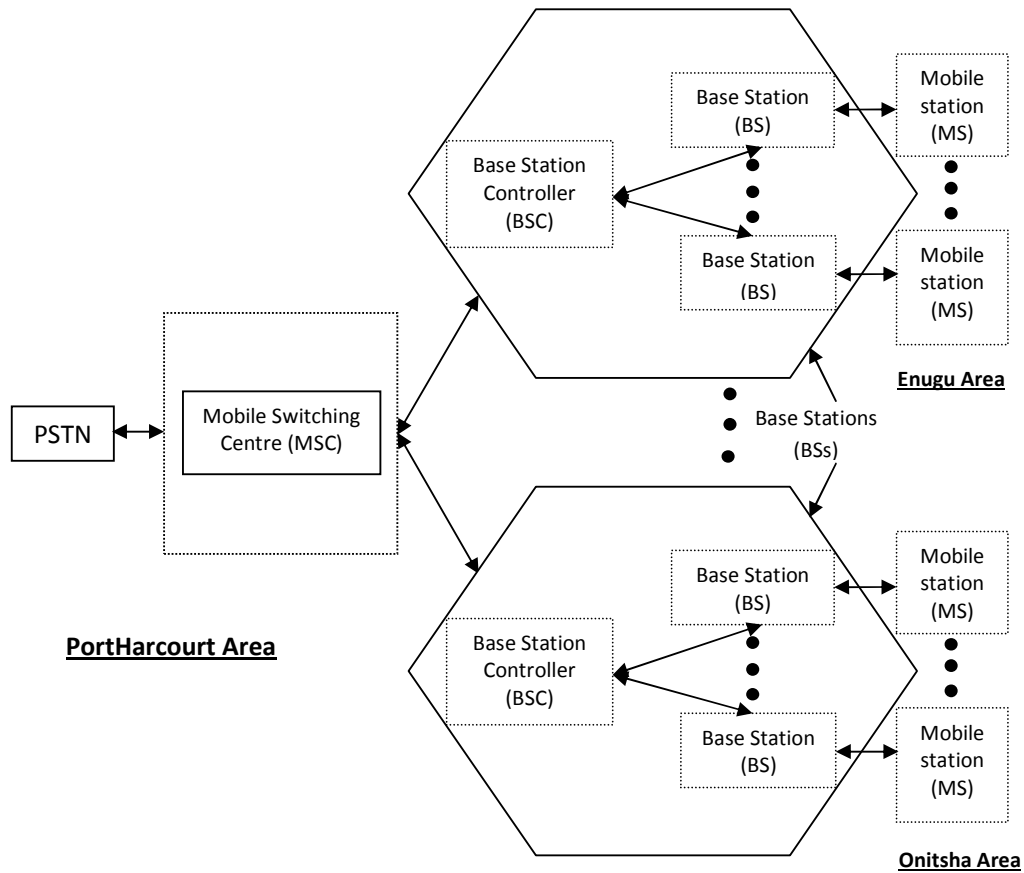 Base Station
(BS)
Mobile
station
(MS)
Base Station
Controller
(BSC)
Base Station
(BS)
Mobile
station
(MS)
Enugu Area
PSTN
Mobile Switching
Centre (MSC)
Base Stations
(BSs)
PortHarcourt Area
Base Station
(BS)
Mobile
station
(MS)
Base Station
Controller
(BSC)
Base Station
(BS)
Mobile
station
(MS)
Onitsha Area